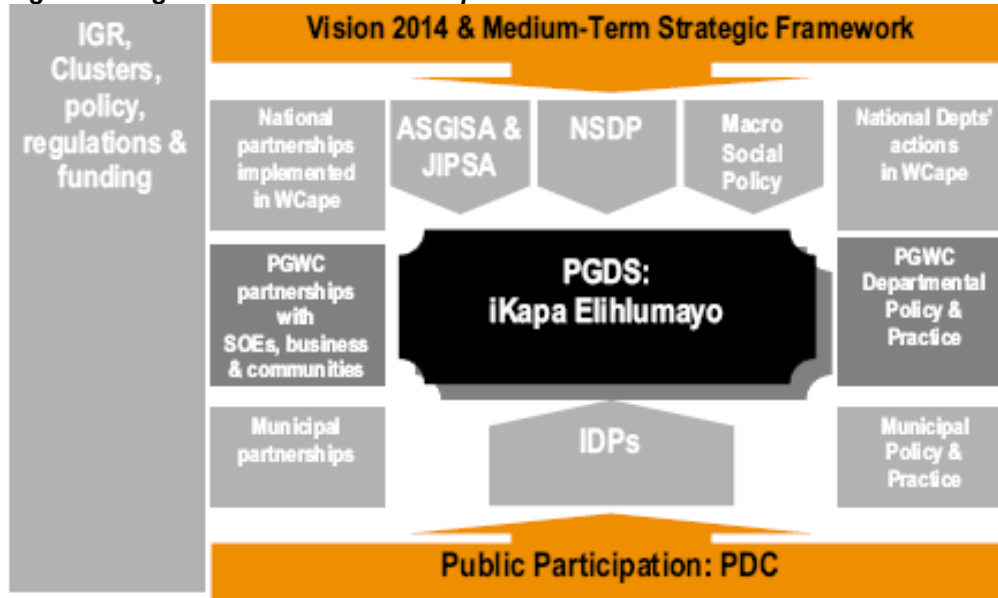 IGR,
Clusters,
policy,
regulations &
funding
Vision 2014 & Medium-Term Strategic Framework
National
partnerships
implemented
in WCape
ASGISA &
JIPSA
NSDP
Macro
Social
Policy
National Depts'
actions
in WCape
PGWC
partnerships
with
SOEs, business
& communities
PGDS:
iKapa Elihlumayo
PGWC
Departmental
Policy &
Practice
Municipal
partnerships
IDPs
Municipal
Policy &
Practice
Public Participation: PDC